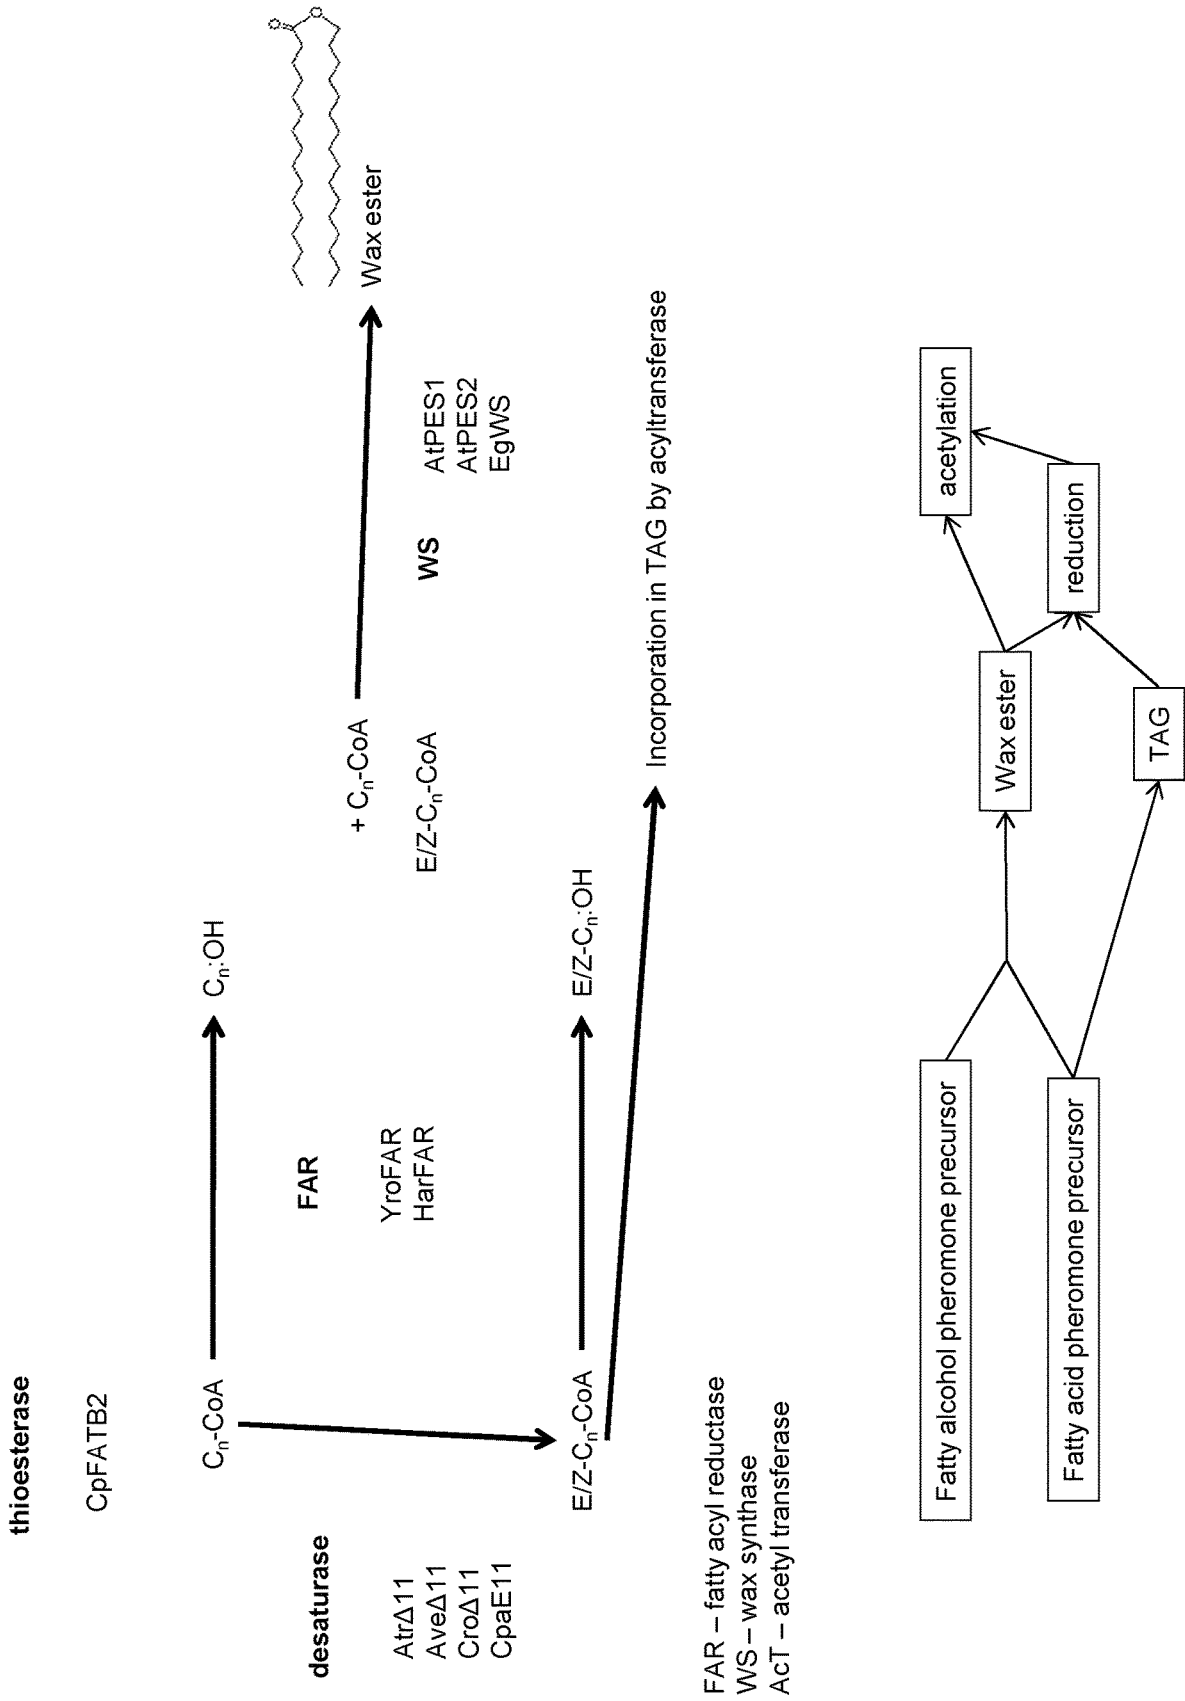 thioesterase
CpFATB2
desaturase
AtrΔ11
AveΔ11
CroΔ11
CpaE11
Cn-CoA
Cn:OH
FAR
YroFAR
HarFAR
+ Cn-CoA
E/Z-Cn-CoA
WS
AtPES1
AtPES2
EgWS
O
O
Wax ester
E/Z-Cn-CoA
E/Z-Cn:OH
Incorporation in TAG by acyltransferase
FAR – fatty acyl reductase
WS – wax synthase
AcT – acetyl transferase
Fatty alcohol pheromone precursor
Fatty acid pheromone precursor
Wax ester
TAG
reduction
acetylation